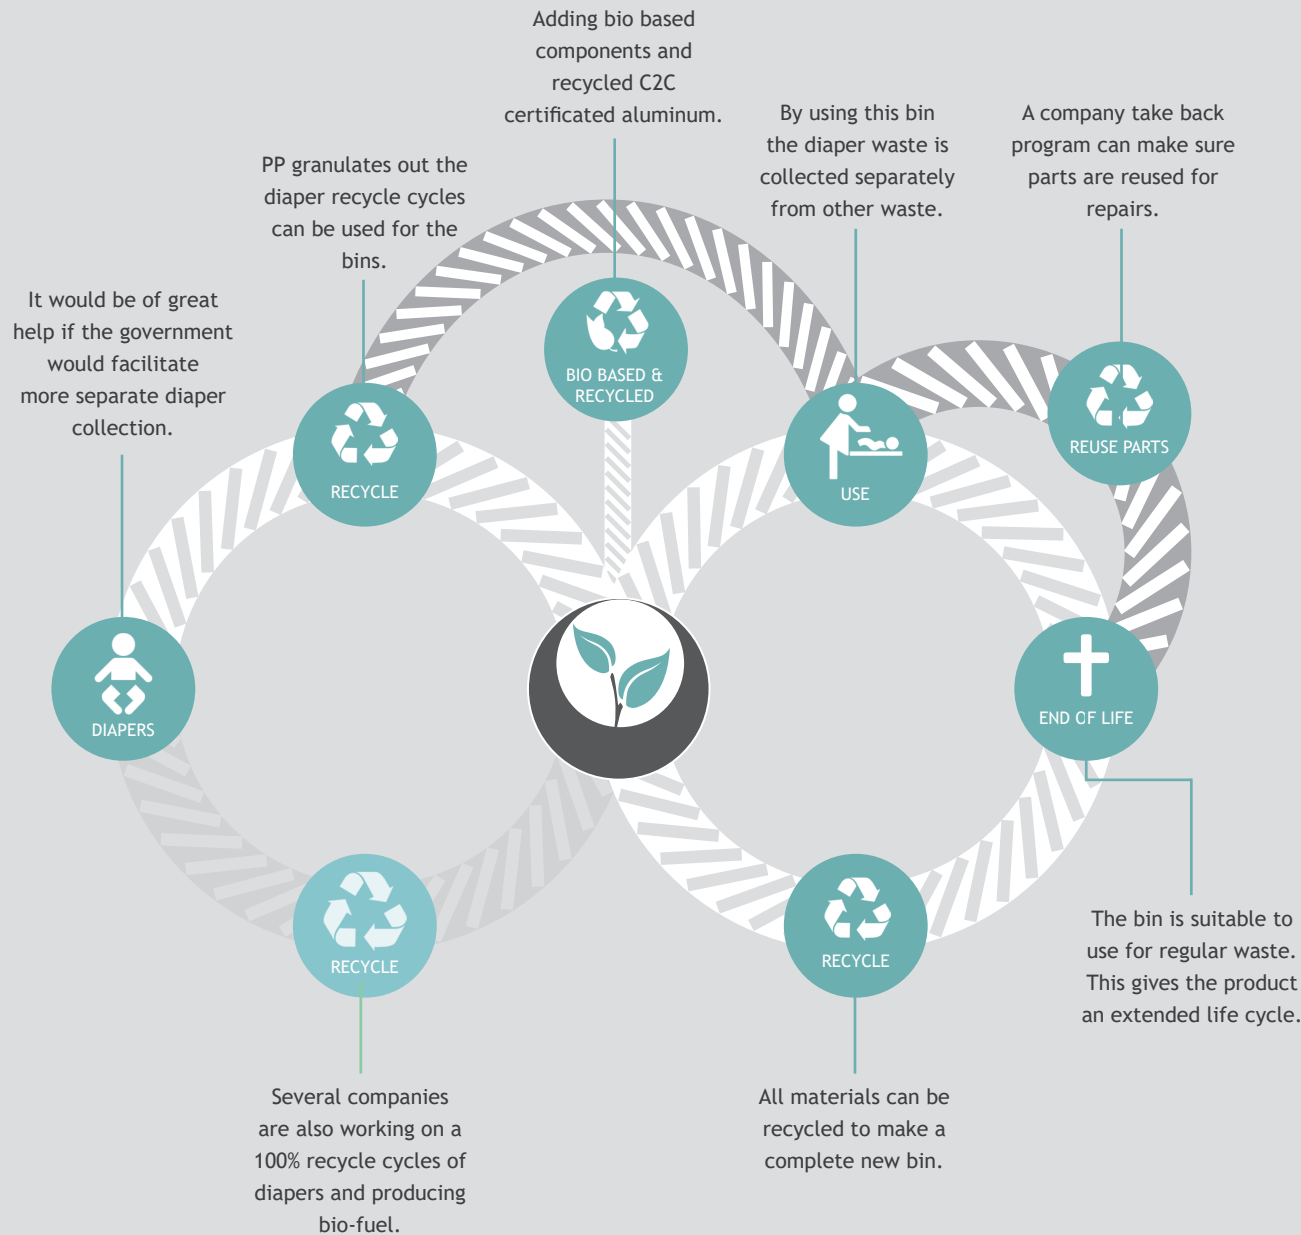 Adding bio based
components and
recycled C2C
certificated aluminum.
By using this bin
the diaper waste is
collected separately
from other waste.
A company take back
program can make sure
parts are reused for
repairs.
PP granulates out the
diaper recycle cycles
can be used for the
bins.
It would be of great
help if the government
would facilitate
more separate diaper
collection.
BIO BASED &
RECYCLED
RECYCLE
USE
REUSE PARTS
DIAPERS
END OF LIFE
RECYCLE
RECYCLE
The bin is suitable to
use for regular waste.
This gives the product
an extended life cycle.
Several companies
are also working on a
100% recycle cycles of
diapers and producing
bio-fuel.
All materials can be
recycled to make a
complete new bin.